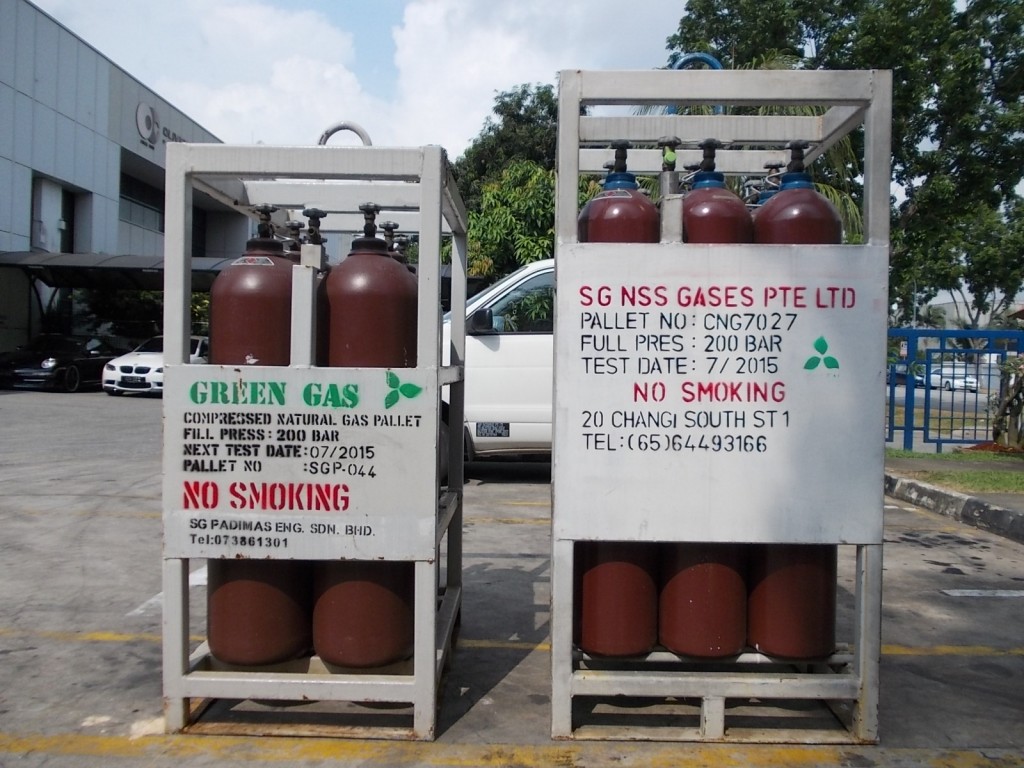 GREEN GAS
COMPRESSED NATURAL GAS PALLET
FILL PRESS: 200 BAR
NEXT TEST DATE: 07/2015
PALLET NO :SGP-044
NO SMOKING
SG PADIMAS ENG. SDN. BHD.
Tel:073861301
SG NSS GASES PTE LTD
PALLET NO: CNG7027
FULL PRES : 200 BAR
TEST DATE: 7/2015
NO SMOKING
20 CHANGI SOUTH ST 1
TEL:(65)64493166